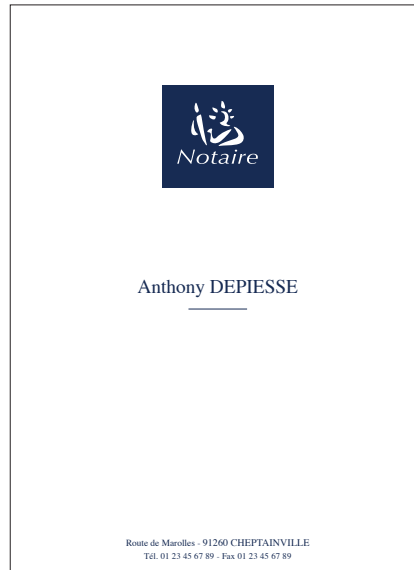 Notaire
Anthony DEPIESSE
Route de Marolles - 91260 CHEPTAINVILLE
Tél. 01 23 45 67 89 - Fax 01 23 45 67 89